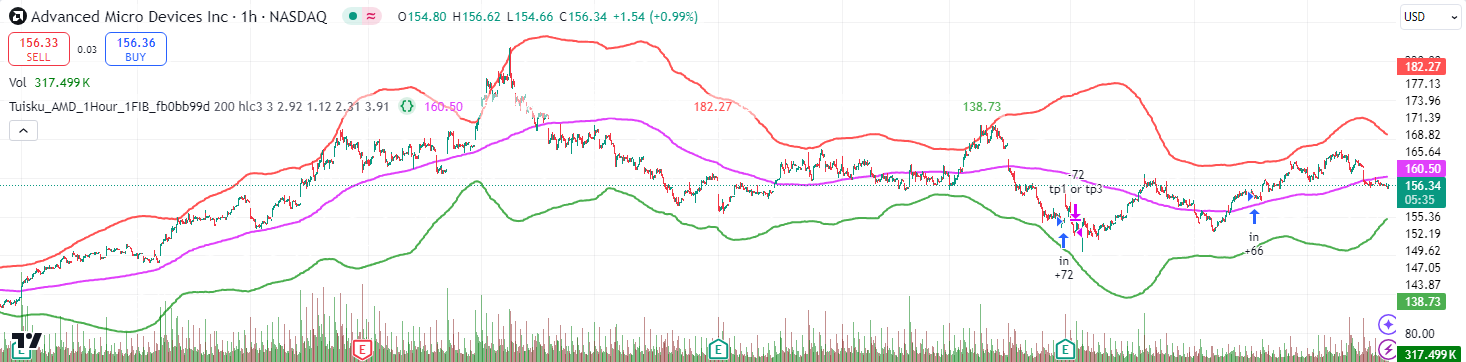 Advanced Micro Devices Inc · 1h · NASDAQ O154.80 H156.62 L154.66 C156.34 +1.54 (+0.99%)
USD
156.33 SELL
0.03
156.36 BUY
Vol 317.499 K
Tuisku_AMD_1Hour_1FIB_fb0bb99d 200 hlc3 3 2.92 1.12 2.31 3.91 {} 160.50 182.27 138.73
-72
tp1 or tp3
in
+72
in
+66
182.27
177.13
173.96
171.39
168.82
165.64
160.50
156.34
05:35
155.36
152.19
149.62
147.05
143.87
138.73
80.00
317.499 K
E
E
E